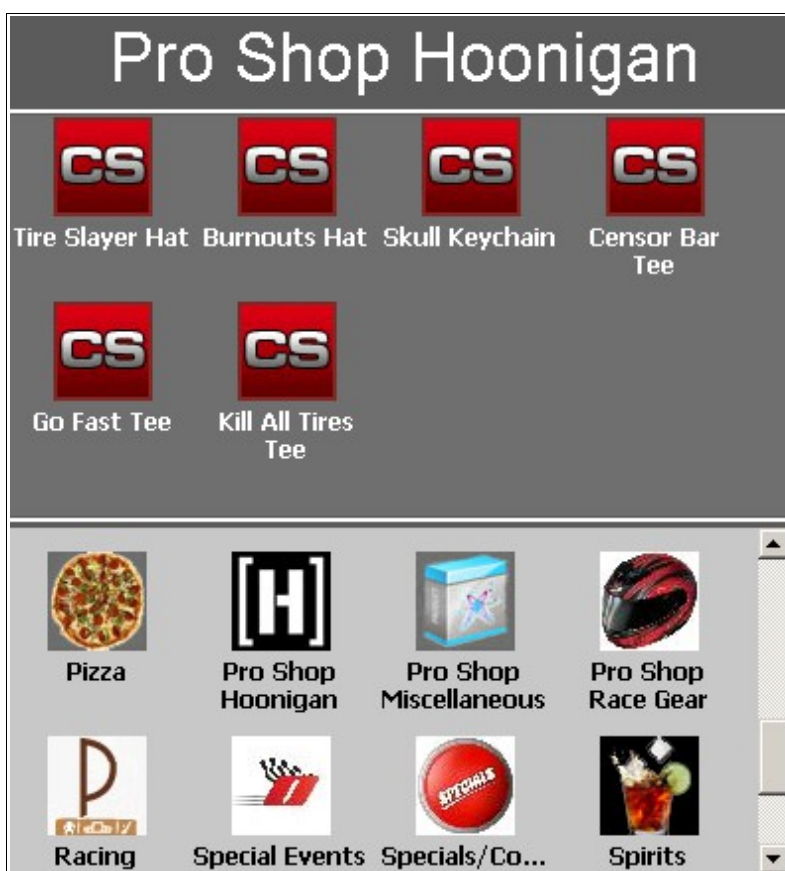 Pro Shop Hoonigan
CS CS CS CS
Tire Slayer Hat Burnouts Hat Skull Keychain Censor Bar
Tee
CS CS
Go Fast Tee Kill All Tires
Tee
[H]
Pizza Pro Shop Pro Shop Pro Shop
Hoonigan Miscellaneous Race Gear
P SPECIALS
Racing Special Events Specials/Co... Spirits